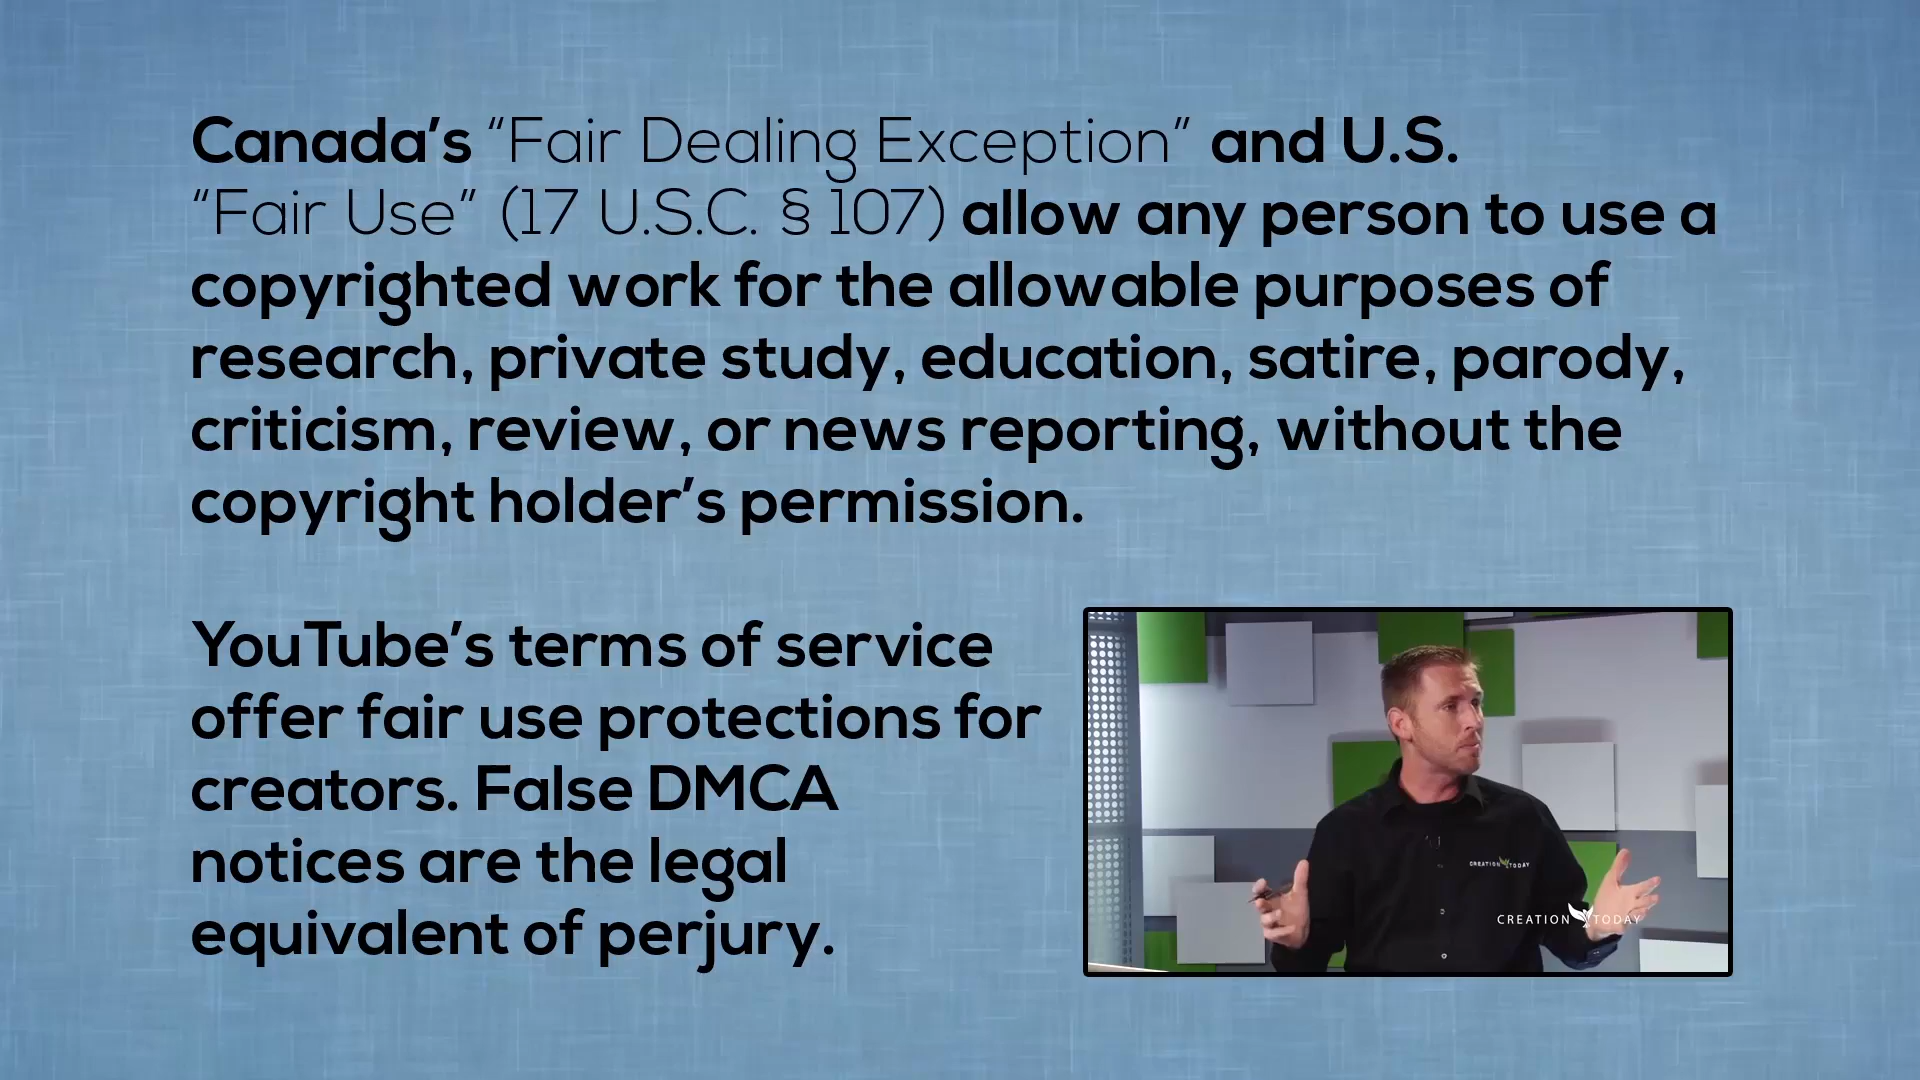 Canada’s “Fair Dealing Exception” and U.S.
“Fair Use” (17 U.S.C. § 107) allow any person to use a
copyrighted work for the allowable purposes of
research, private study, education, satire, parody,
criticism, review, or news reporting, without the
copyright holder’s permission.
YouTube’s terms of service
offer fair use protections for
creators. False DMCA
notices are the legal
equivalent of perjury.
CREATION TODAY
CREATION TODAY